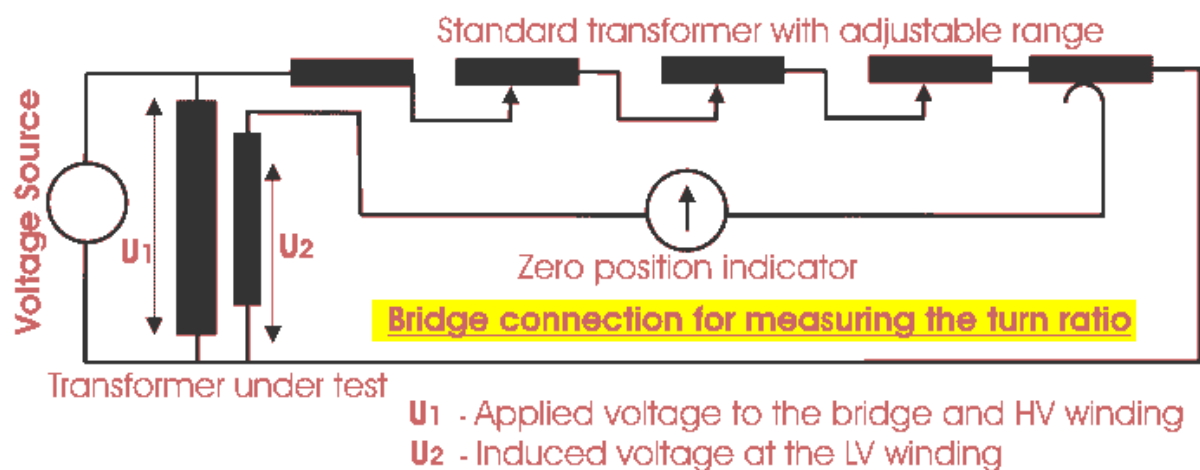 Standard transformer with adjustable range
Voltage Source
U1
U2
Zero position indicator
Bridge connection for measuring the turn ratio
Transformer under test
U1 - Applied voltage to the bridge and HV winding
U2 - Induced voltage at the LV winding